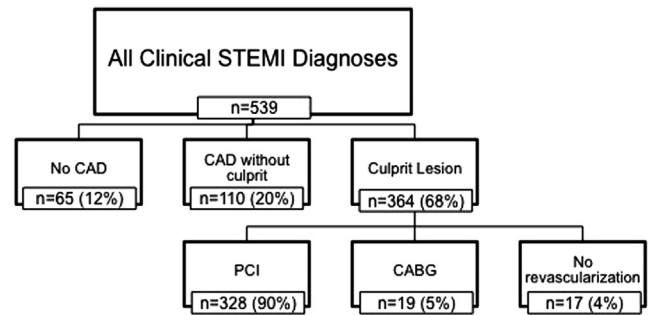 All Clinical STEMI Diagnoses
n=539
No CAD
n=65 (12%)
CAD without
culprit
n=110 (20%)
Culprit Lesion
n=364 (68%)
PCI
n=328 (90%)
CABG
n=19 (5%)
No
revascularization
n=17 (4%)